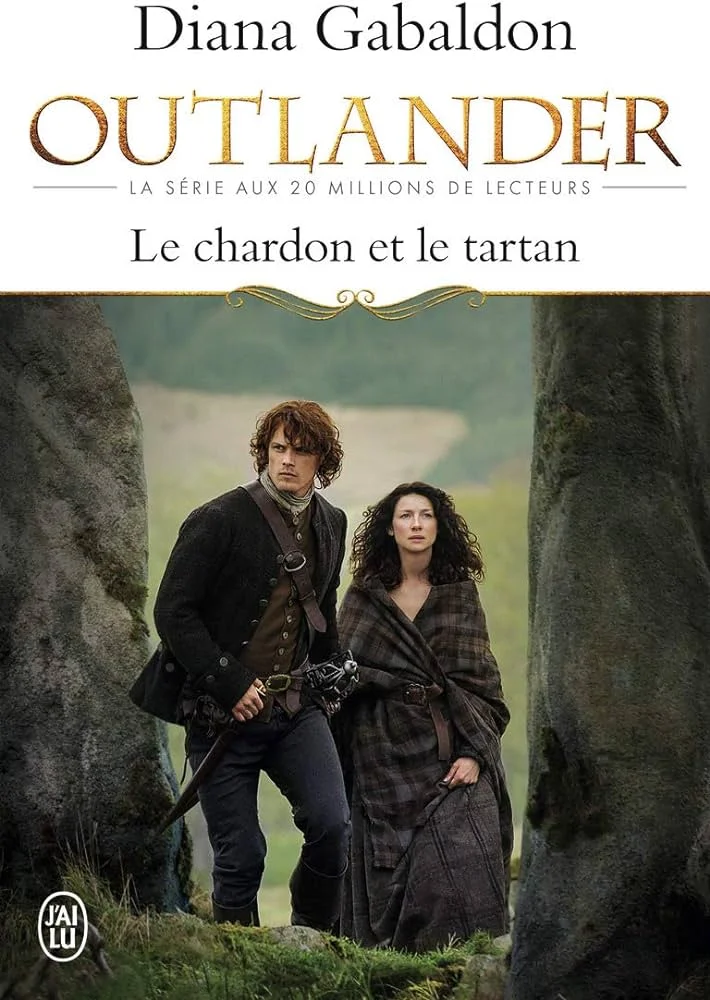 Diana Gabaldon
OUTLANDER
LA SÉRIE AUX 20 MILLIONS DE LECTEURS
Le chardon et le tartan
J'AI
LU